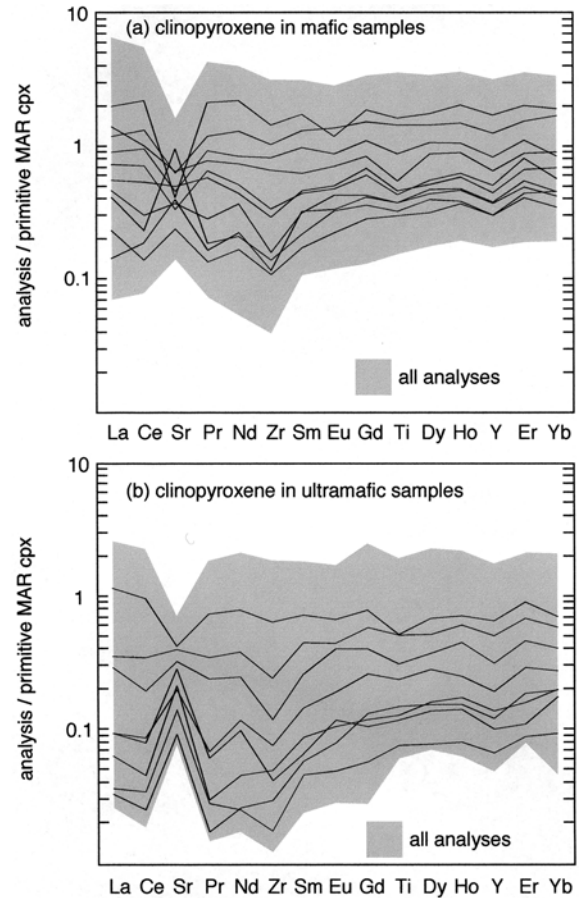 10
(a) clinopyroxene in mafic samples
1
analysis / primitive MAR cpx
0.1
all analyses
La Ce Sr Pr Nd Zr Sm Eu Gd Ti Dy Ho Y Er Yb
10
(b) clinopyroxene in ultramafic samples
1
analysis / primitive MAR cpx
0.1
all analyses
La Ce Sr Pr Nd Zr Sm Eu Gd Ti Dy Ho Y Er Yb